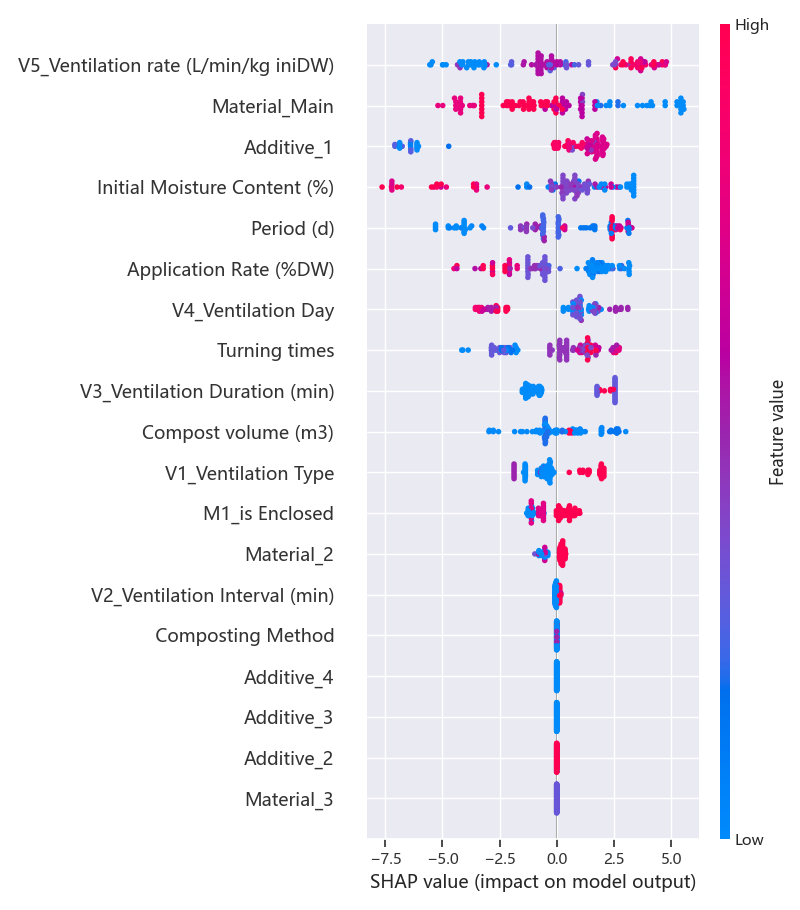 High
V5_Ventilation rate (L/min/kg iniDW)
Material_Main
Additive_1
Initial Moisture Content (%)
Period (d)
Application Rate (%DW)
V4_Ventilation Day
Turning times
V3_Ventilation Duration (min)
Compost volume (m3)
V1_Ventilation Type
M1_is Enclosed
Material_2
V2_Ventilation Interval (min)
Composting Method
Additive_4
Additive_3
Additive_2
Material_3
Feature value
Low
−7.5 −5.0 −2.5 0.0 2.5 5.0
SHAP value (impact on model output)